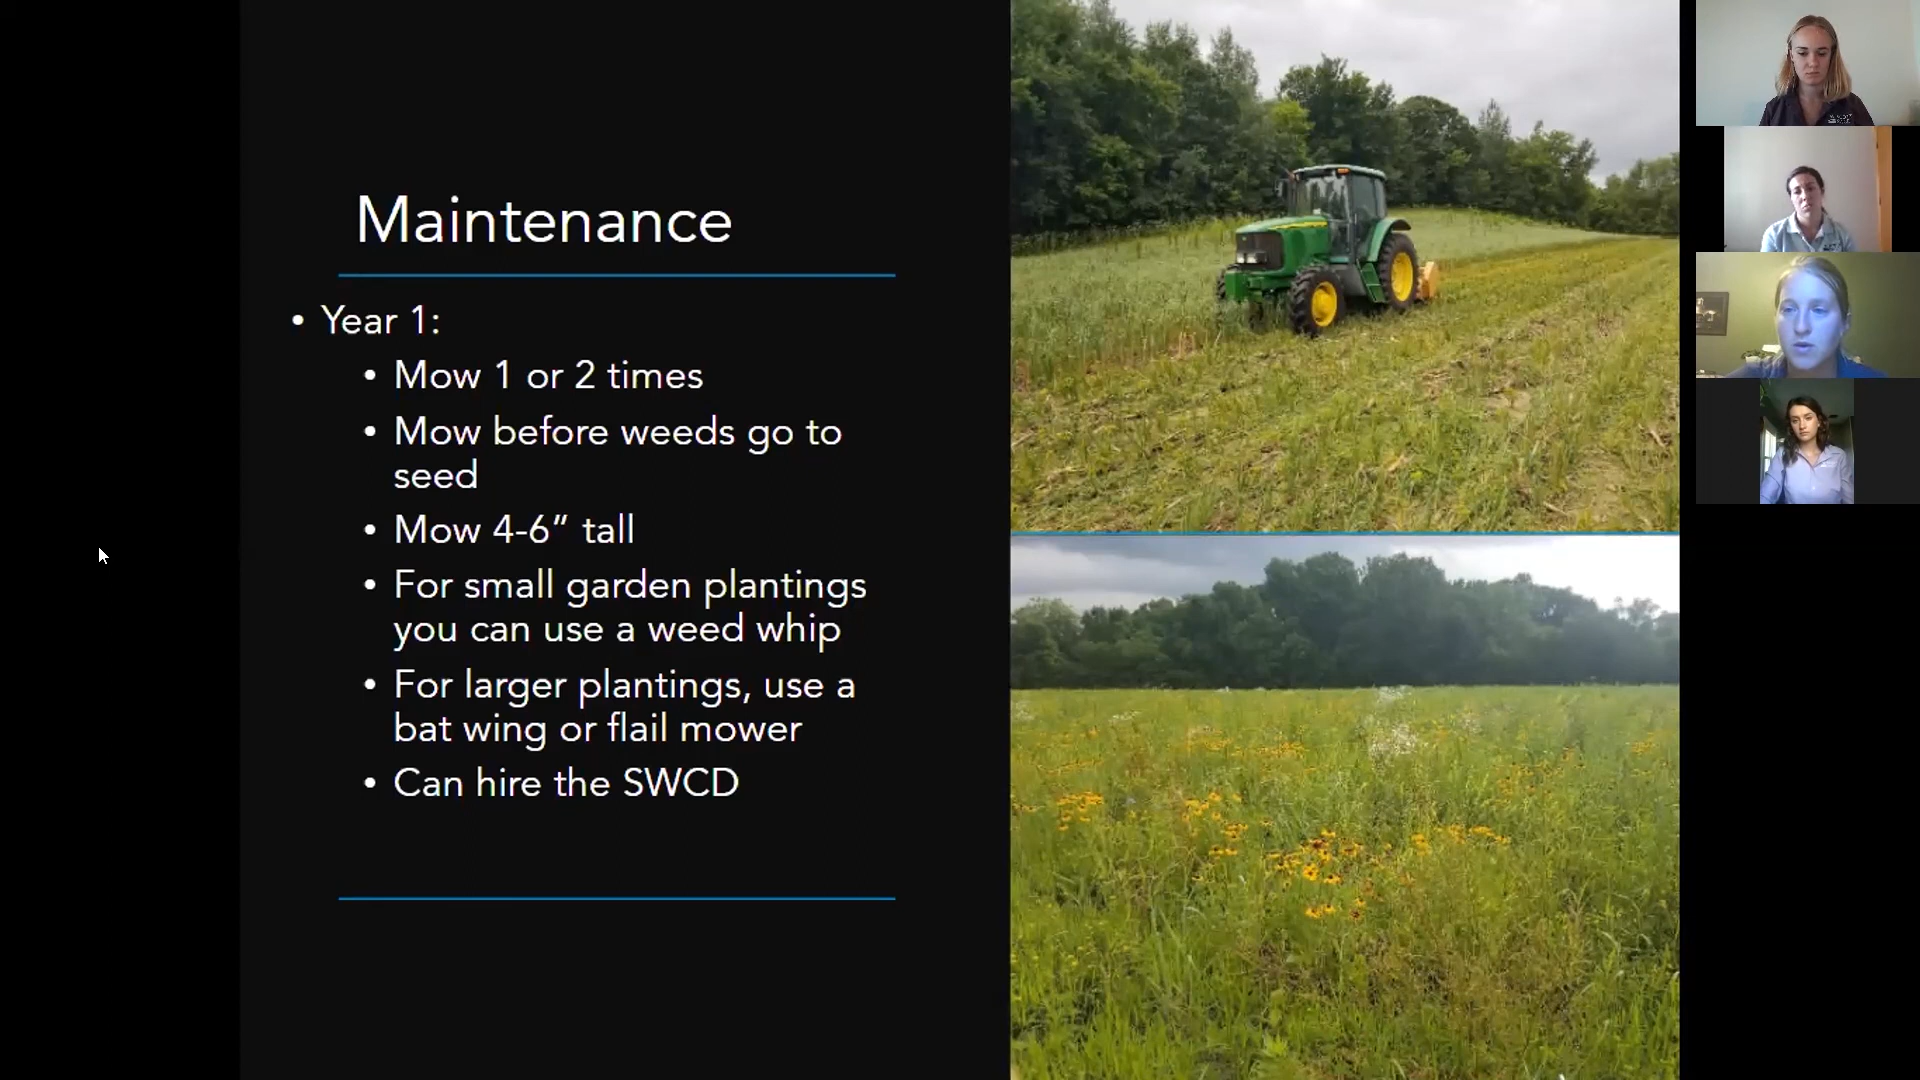 Maintenance
• Year 1:
• Mow 1 or 2 times
• Mow before weeds go to
seed
• Mow 4-6” tall
• For small garden plantings
you can use a weed whip
• For larger plantings, use a
bat wing or flail mower
• Can hire the SWCD